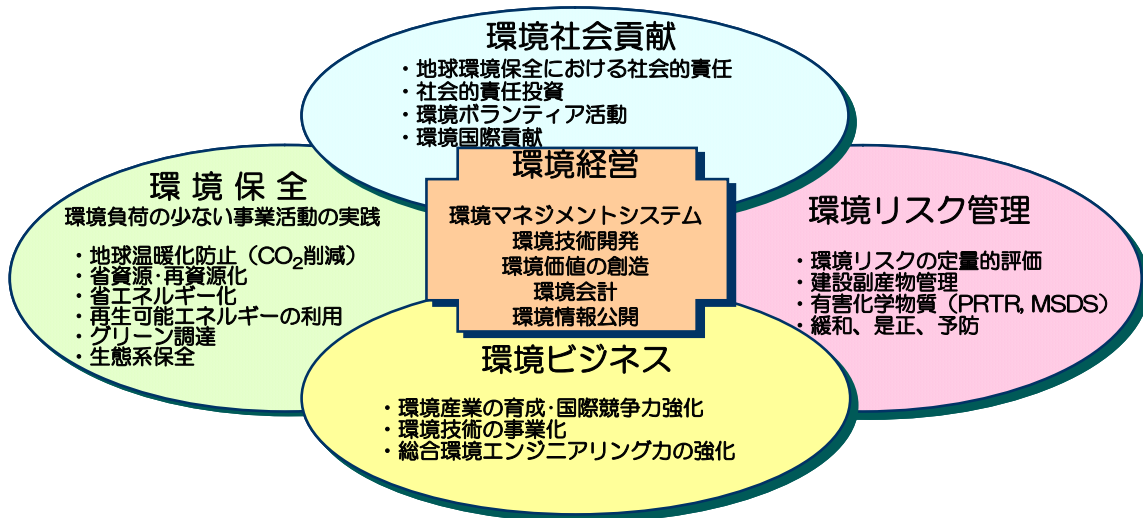 環境社会貢献
・地球環境保全における社会的責任
・社会的責任投資
・環境ボランティア活動
・環境国際貢献
環境経営
環境マネジメントシステム
環境技術開発
環境価値の創造
環境会計
環境情報公開
環境保全
環境負荷の少ない事業活動の実践
・地球温暖化防止（CO₂削減）
・省資源･再資源化
・省エネルギー化
・再生可能エネルギーの利用
・グリーン調達
・生態系保全
環境リスク管理
・環境リスクの定量的評価
・建設副産物管理
・有害化学物質（PRTR, MSDS）
・緩和、是正、予防
環境ビジネス
・環境産業の育成･国際競争力強化
・環境技術の事業化
・総合環境エンジニアリング力の強化